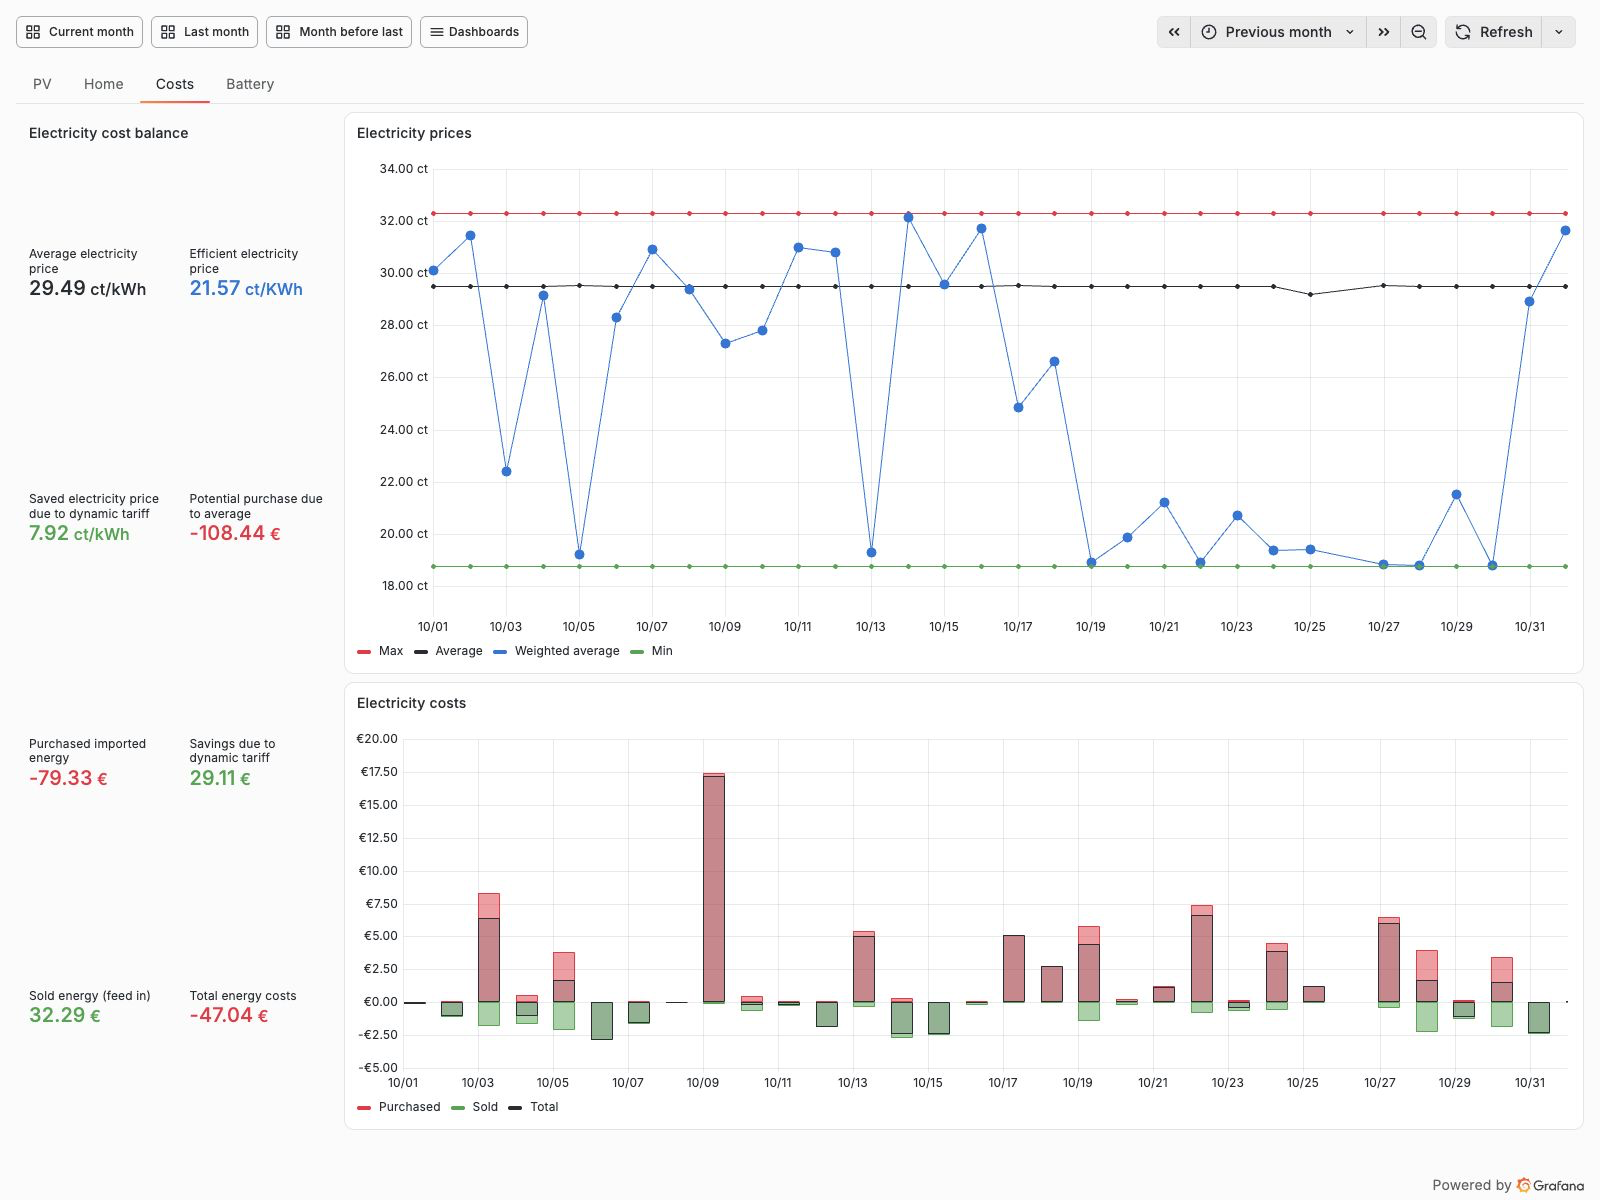 Current month
Last month
Month before last
Dashboards
Previous month
Refresh
PV
Home
Costs
Battery
Electricity cost balance
Average electricity
price
29.49 ct/kWh
Efficient electricity
price
21.57 ct/KWh
Saved electricity price
due to dynamic tariff
7.92 ct/kWh
Potential purchase due
to average
-108.44 €
Purchased imported
energy
-79.33 €
Savings due to
dynamic tariff
29.11 €
Sold energy (feed in)
32.29 €
Total energy costs
-47.04 €
Electricity prices
34.00 ct
32.00 ct
30.00 ct
28.00 ct
26.00 ct
24.00 ct
22.00 ct
20.00 ct
18.00 ct
10/01 10/03 10/05 10/07 10/09 10/11 10/13 10/15 10/17 10/19 10/21 10/23 10/25 10/27 10/29 10/31
Max Average Weighted average Min
Electricity costs
€20.00
€17.50
€15.00
€12.50
€10.00
€7.50
€5.00
€2.50
€0.00
-€2.50
-€5.00
10/01 10/03 10/05 10/07 10/09 10/11 10/13 10/15 10/17 10/19 10/21 10/23 10/25 10/27 10/29 10/31
Purchased Sold Total
Powered by Grafana